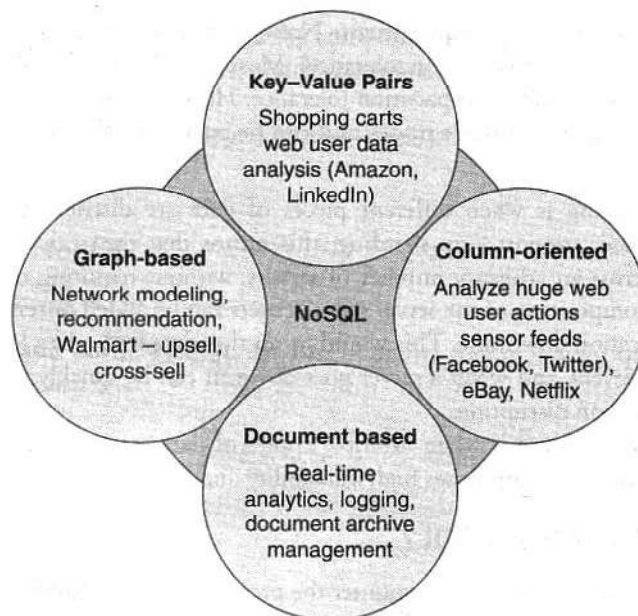 Key–Value Pairs
Shopping carts
web user data
analysis (Amazon,
LinkedIn)
Graph-based
Network modeling,
recommendation,
Walmart – upsell,
cross-sell
NoSQL
Column-oriented
Analyze huge web
user actions
sensor feeds
(Facebook, Twitter),
eBay, Netflix
Document based
Real-time
analytics, logging,
document archive
management